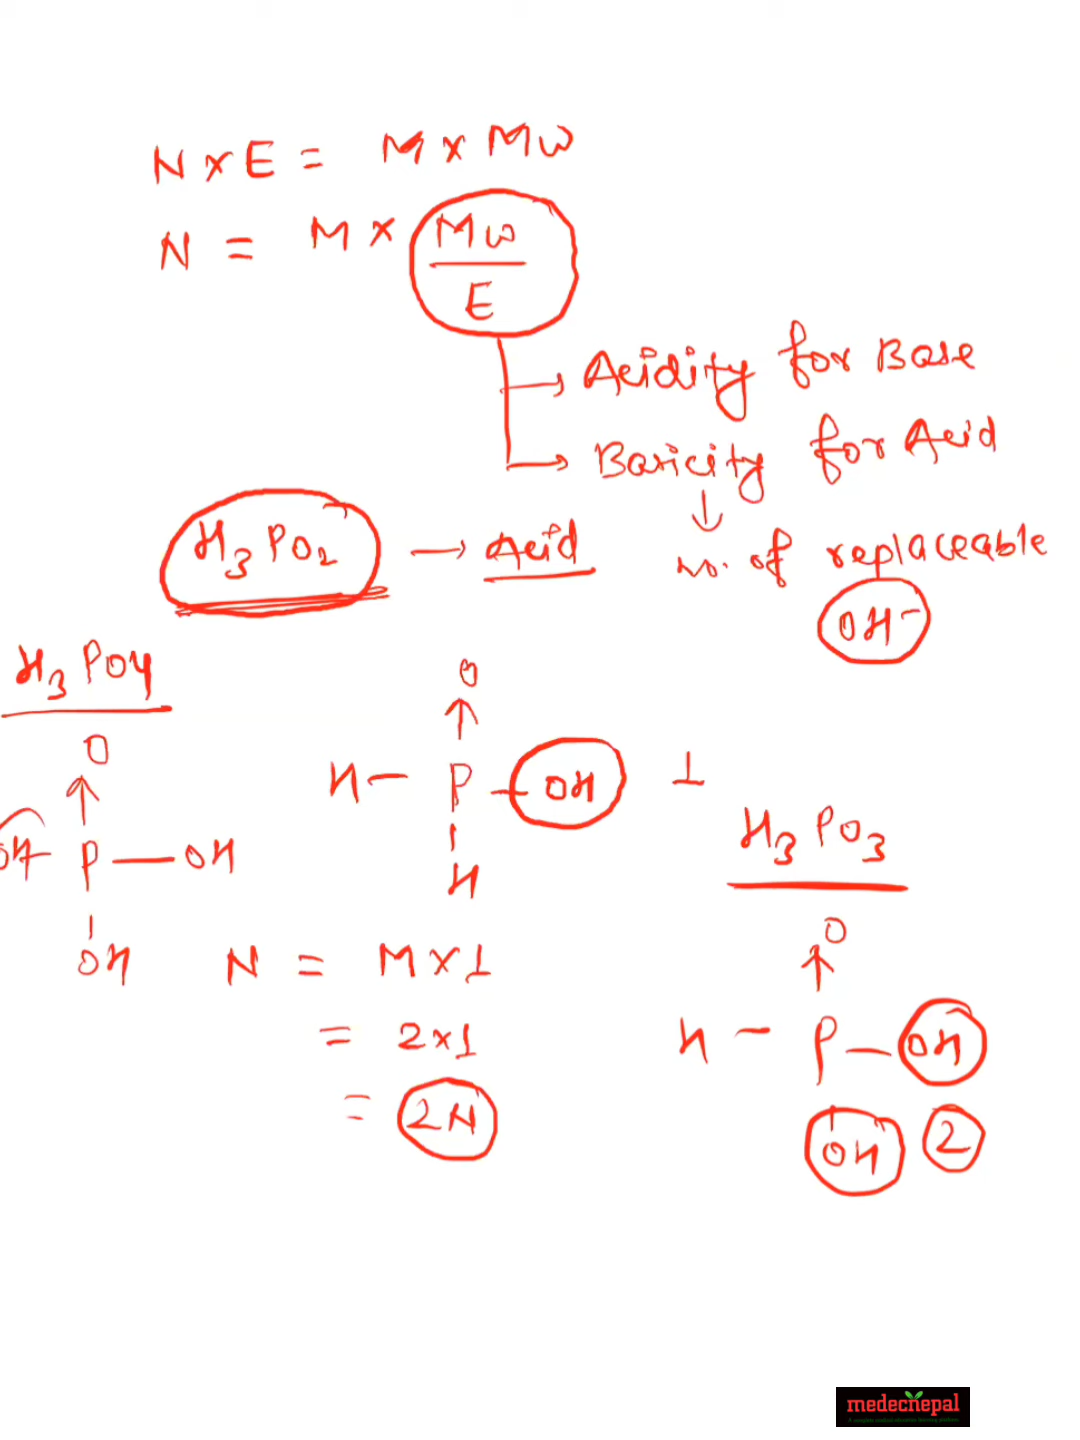 N x E = M x Mw
N = M x Mw
E
→ Acidity for Base
→ Basicity for Acid
↓
H3PO2 → Acid
no. of replaceable
OH-
H3PO4
O
↑
OH - P - OH
OH
O
↑
H - P - OH 1
H
H3PO3
O
↑
H - P - OH
OH 2
N = M x 1
= 2 x 1
= 2N
medecnepal